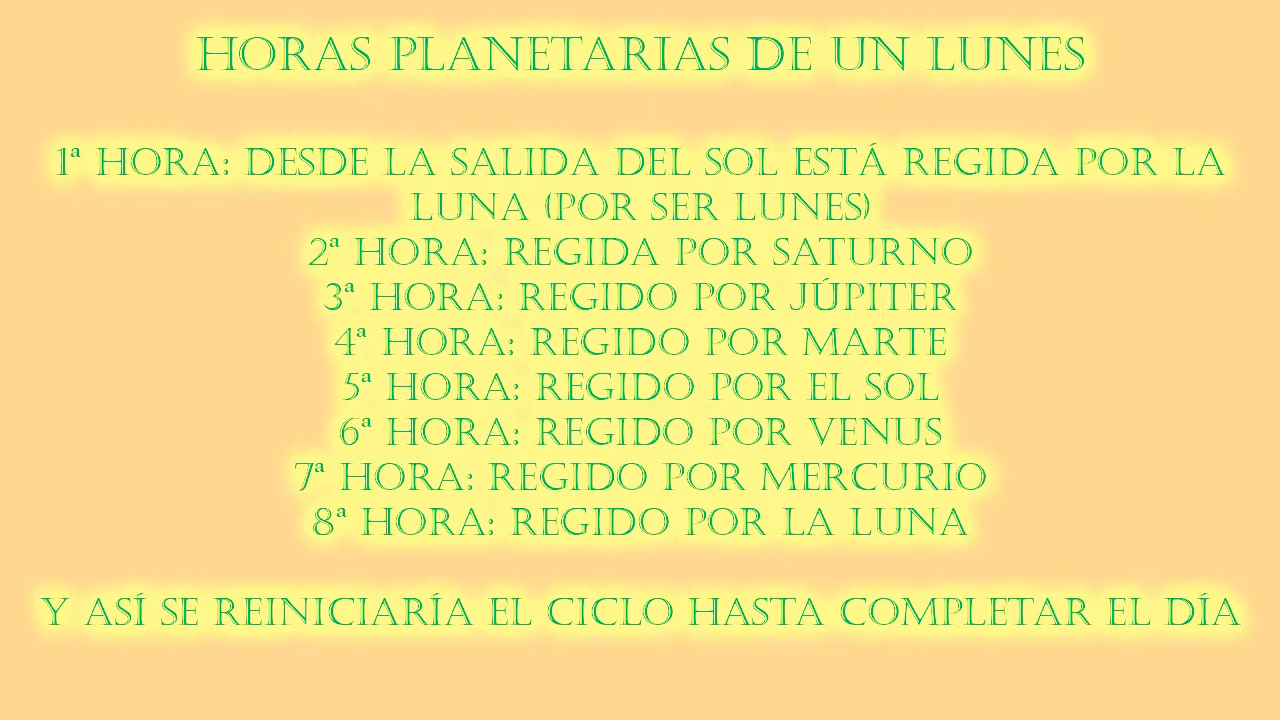 HORAS PLANETARIAS DE UN LUNES
1ª HORA: DESDE LA SALIDA DEL SOL ESTÁ REGIDA POR LA
LUNA (POR SER LUNES)
2ª HORA: REGIDA POR SATURNO
3ª HORA: REGIDO POR JÚPITER
4ª HORA: REGIDO POR MARTE
5ª HORA: REGIDO POR EL SOL
6ª HORA: REGIDO POR VENUS
7ª HORA: REGIDO POR MERCURIO
8ª HORA: REGIDO POR LA LUNA
Y ASÍ SE REINICIARÍA EL CICLO HASTA COMPLETAR EL DÍA